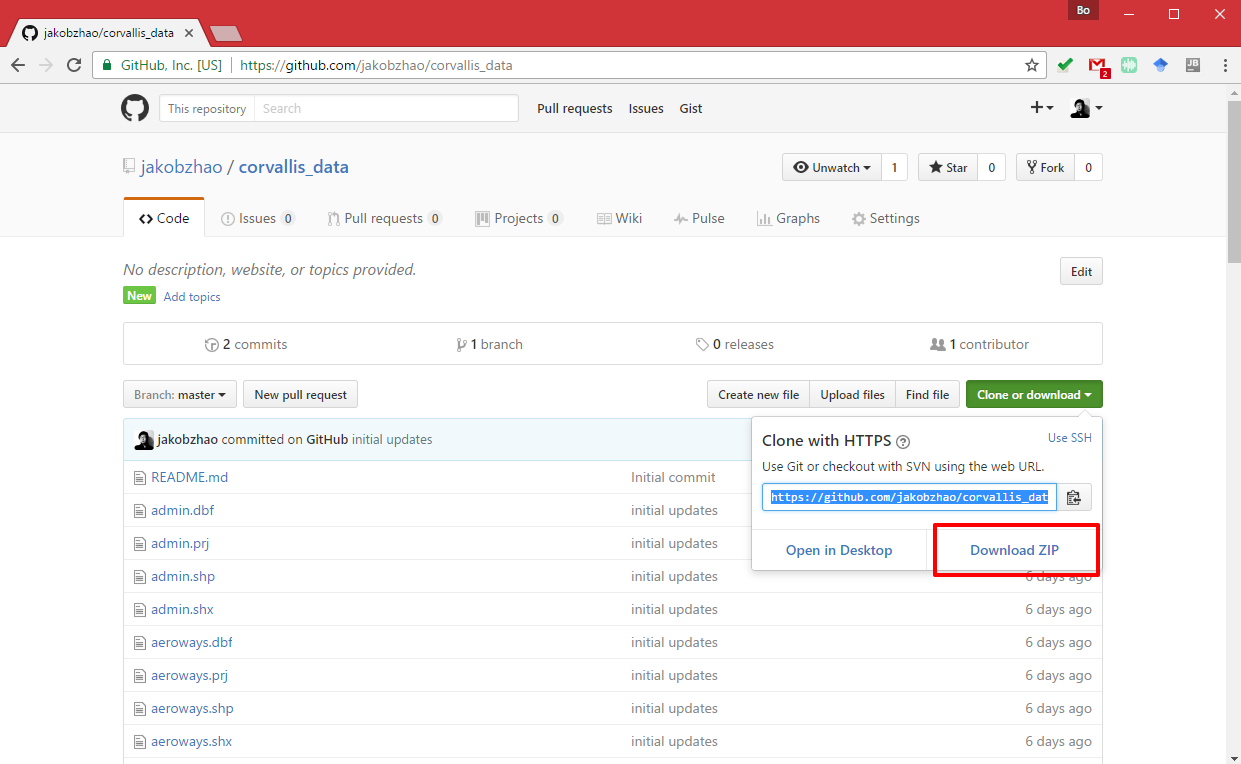 Bo
jakobzhao/corvallis_data
GitHub, Inc. [US] https://github.com/jakobzhao/corvallis_data
2
JB
This repository Search Pull requests Issues Gist
jakobzhao / corvallis_data
Unwatch 1 Star 0 Fork 0
Code Issues 0 Pull requests 0 Projects 0 Wiki Pulse Graphs Settings
No description, website, or topics provided. Edit
New Add topics
2 commits 1 branch 0 releases 1 contributor
Branch: master New pull request Create new file Upload files Find file Clone or download
jakobzhao committed on GitHub initial updates
Clone with HTTPS ? Use SSH
Use Git or checkout with SVN using the web URL.
https://github.com/jakobzhao/corvallis_dat
Open in Desktop Download ZIP
README.md Initial commit
admin.dbf initial updates
admin.prj initial updates
admin.shp initial updates 6 days ago
admin.shx initial updates 6 days ago
aeroways.dbf initial updates 6 days ago
aeroways.prj initial updates 6 days ago
aeroways.shp initial updates 6 days ago
aeroways.shx initial updates 6 days ago